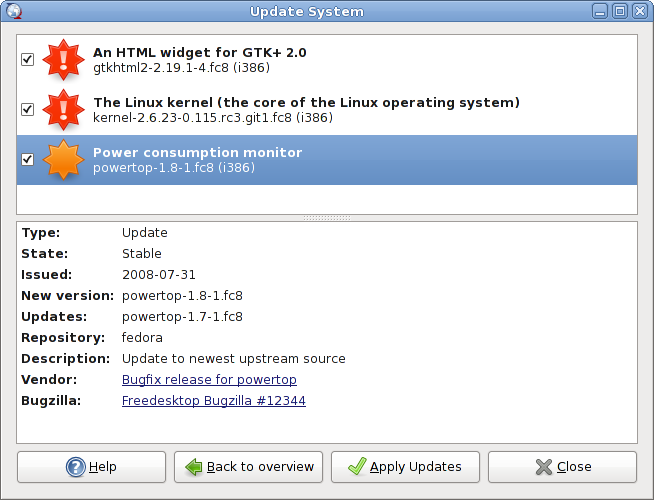 Update System
An HTML widget for GTK+ 2.0
gtkhtml2-2.19.1-4.fc8 (i386)
The Linux kernel (the core of the Linux operating system)
kernel-2.6.23-0.115.rc3.git1.fc8 (i386)
Power consumption monitor
powertop-1.8-1.fc8 (i386)
Type: Update
State: Stable
Issued: 2008-07-31
New version: powertop-1.8-1.fc8
Updates: powertop-1.7-1.fc8
Repository: fedora
Description: Update to newest upstream source
Vendor: Bugfix release for powertop
Bugzilla: Freedesktop Bugzilla #12344
Help Back to overview Apply Updates Close